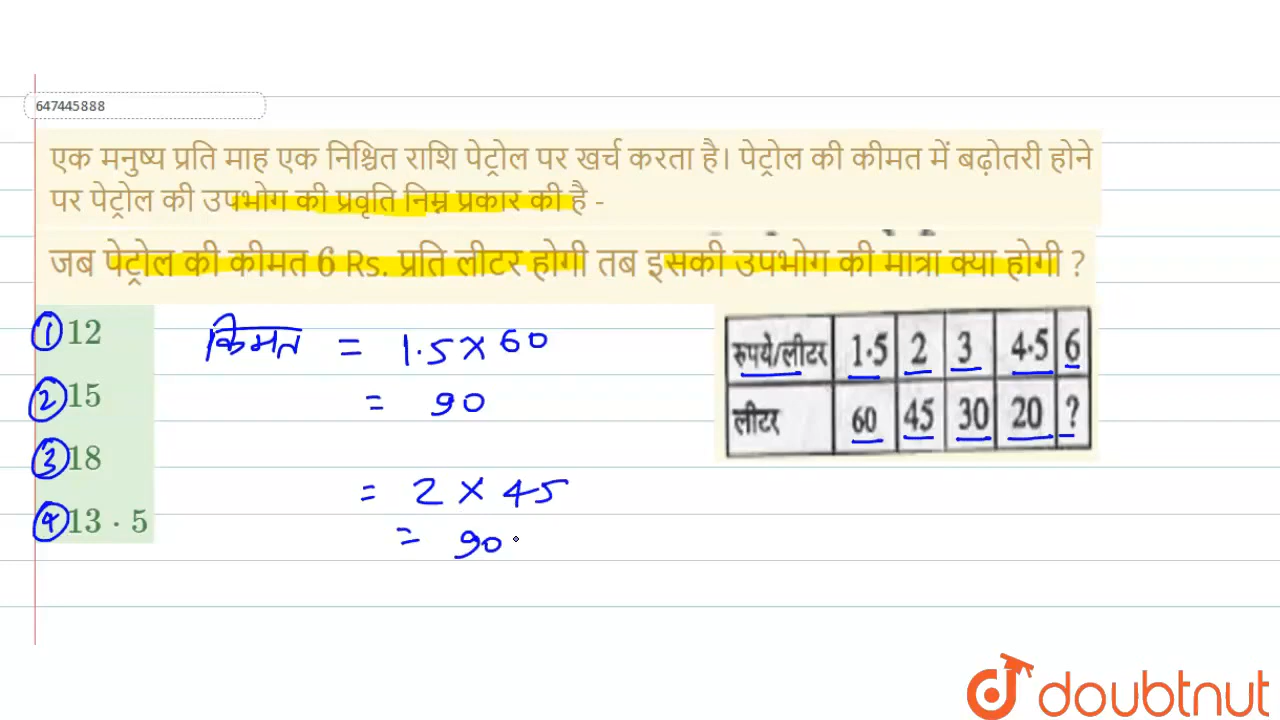 647445888
एक मनुष्य प्रति माह एक निश्चित राशि पेट्रोल पर खर्च करता है। पेट्रोल की कीमत में बढ़ोतरी होने
पर पेट्रोल की उपभोग की प्रवृति निम्न प्रकार की है -
जब पेट्रोल की कीमत 6 Rs. प्रति लीटर होगी तब इसकी उपभोग की मात्रा क्या होगी ?
1 12
2 15
3 18
4 13 · 5
किमत = 1.5 × 60
= 90
= 2 × 45
= 90
रुपये/लीटर 1·5 2 3 4·5 6
लीटर 60 45 30 20 ?
doubtnut